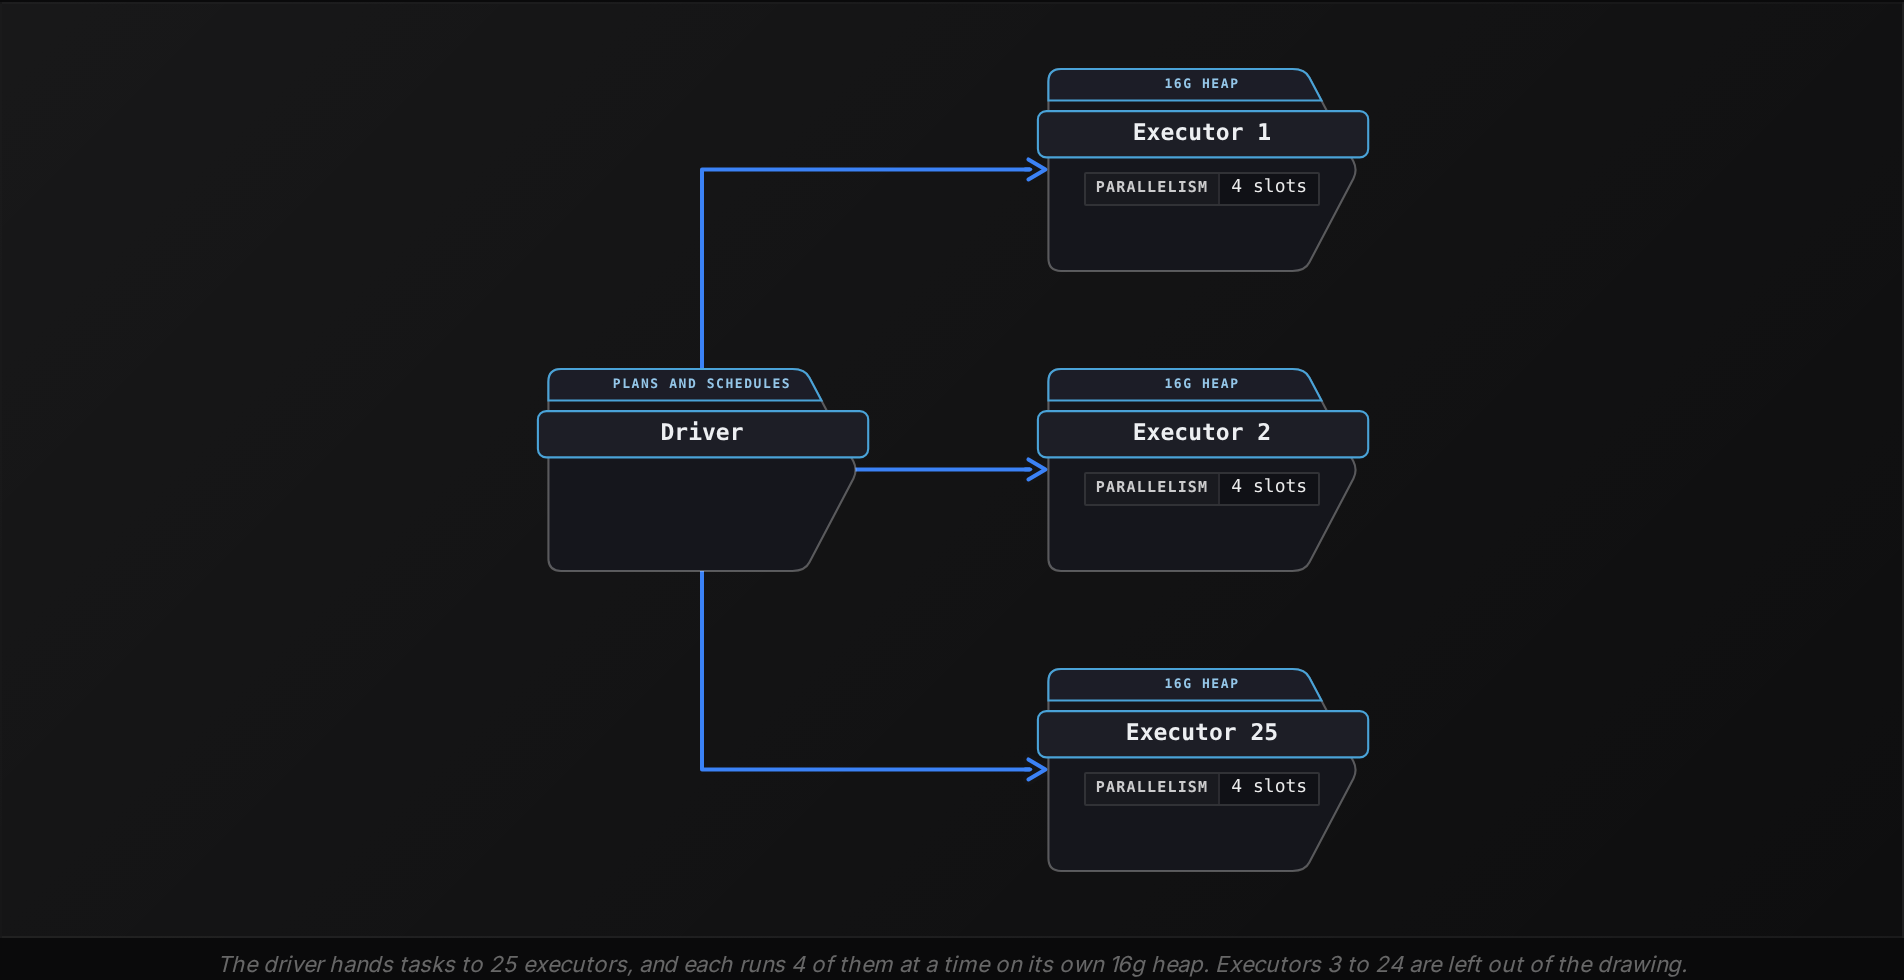 16G HEAP
Executor 1
PARALLELISM 4 slots
PLANS AND SCHEDULES
Driver
16G HEAP
Executor 2
PARALLELISM 4 slots
16G HEAP
Executor 25
PARALLELISM 4 slots
The driver hands tasks to 25 executors, and each runs 4 of them at a time on its own 16g heap. Executors 3 to 24 are left out of the drawing.